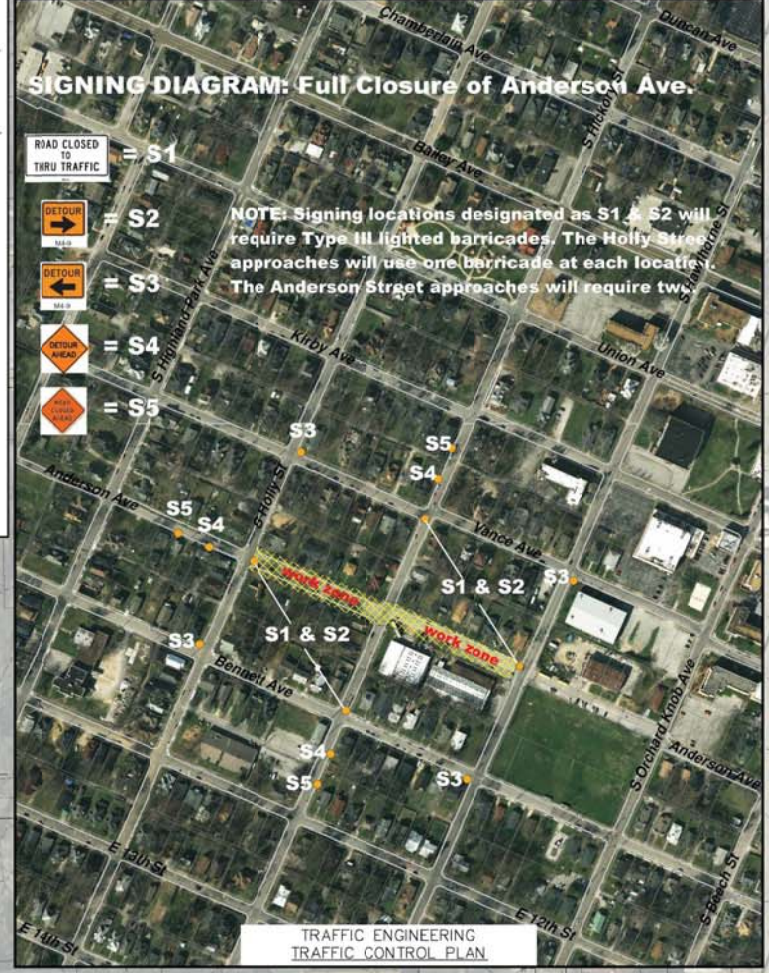 Chamberlain Ave
Duncan Ave
SIGNING DIAGRAM: Full Closure of Anderson Ave.
S Hickory St
ROAD CLOSED
TO
THRU TRAFFIC
= S1
Bailey Ave
DETOUR
M4-9
= S2
NOTE: Signing locations designated as S1 & S2 will
require Type III lighted barricades. The Holly Street
approaches will use one barricade at each location.
The Anderson Street approaches will require two.
S Hawthorne St
DETOUR
M4-9
= S3
S Highland Park Ave
DETOUR
AHEAD
= S4
Kirby Ave
Union Ave
ROAD
CLOSED
AHEAD
= S5
S3
S5
S4
Anderson Ave
S Holly St
S5
S4
Vance Ave
work zone
S1 & S2
S3
S1 & S2
work zone
S3
Bennett Ave
S4
S5
S3
S Orchard Knob Ave
Anderson Ave
E 13th St
E 12th St
S Beech St
E 14th St
TRAFFIC ENGINEERING
TRAFFIC CONTROL PLAN